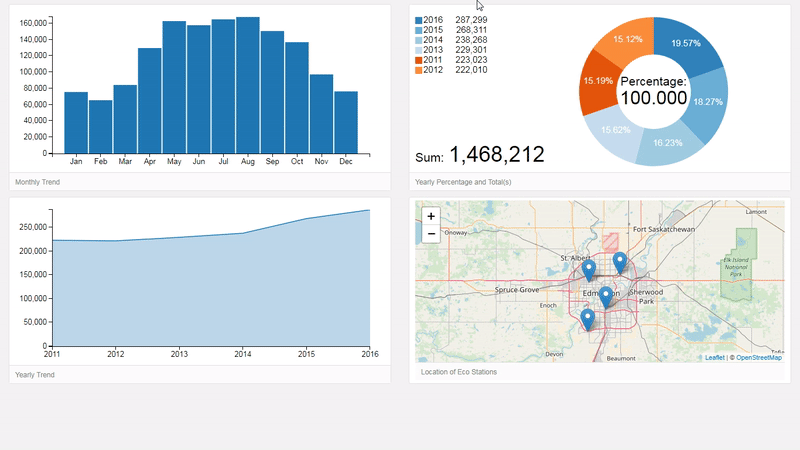 160,000
140,000
120,000
100,000
80,000
60,000
40,000
20,000
0
Jan Feb Mar Apr May Jun Jul Aug Sep Oct Nov Dec
Monthly Trend
2016 287,299
2015 268,311
2014 238,268
2013 229,301
2011 223,023
2012 222,010
Sum: 1,468,212
15.12%
19.57%
15.19%
Percentage:
100.000
18.27%
15.62%
16.23%
Yearly Percentage and Total(s)
250,000
200,000
150,000
100,000
50,000
0
2011 2012 2013 2014 2015 2016
Yearly Trend
+
−
Lamont
Onoway
Fort Saskatchewan
St. Albert
Elk Island
National
Park
Spruce Grove
Edmonton
Sherwood
Park
Enoch
Devon
Beaumont
Leaflet | © OpenStreetMap
Location of Eco Stations